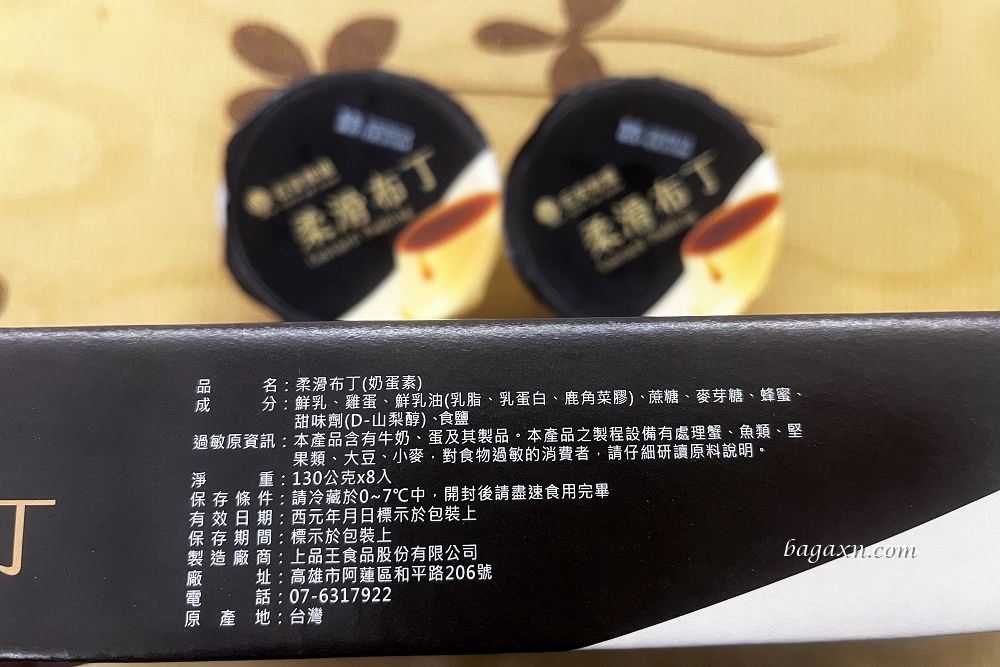 柔滑布丁
柔滑布丁
品名：柔滑布丁(奶蛋素)
成分：鮮乳、雞蛋、鮮乳油(乳脂、乳蛋白、鹿角菜膠)、蔗糖、麥芽糖、蜂蜜、
甜味劑(D-山梨醇)、食鹽
過敏原資訊：本產品含有牛奶、蛋及其製品。本產品之製程設備有處理蟹、魚類、堅
果類、大豆、小麥，對食物過敏的消費者，請仔細研讀原料說明。
淨重：130公克x8入
保存條件：請冷藏於0~7℃中，開封後請盡速食用完畢
有效日期：西元年月日標示於包裝上
保存期間：標示於包裝上
製造廠商：上品王食品股份有限公司
廠址：高雄市阿蓮區和平路206號
電話：07-6317922
原產地：台灣
丁
bagaxn.com